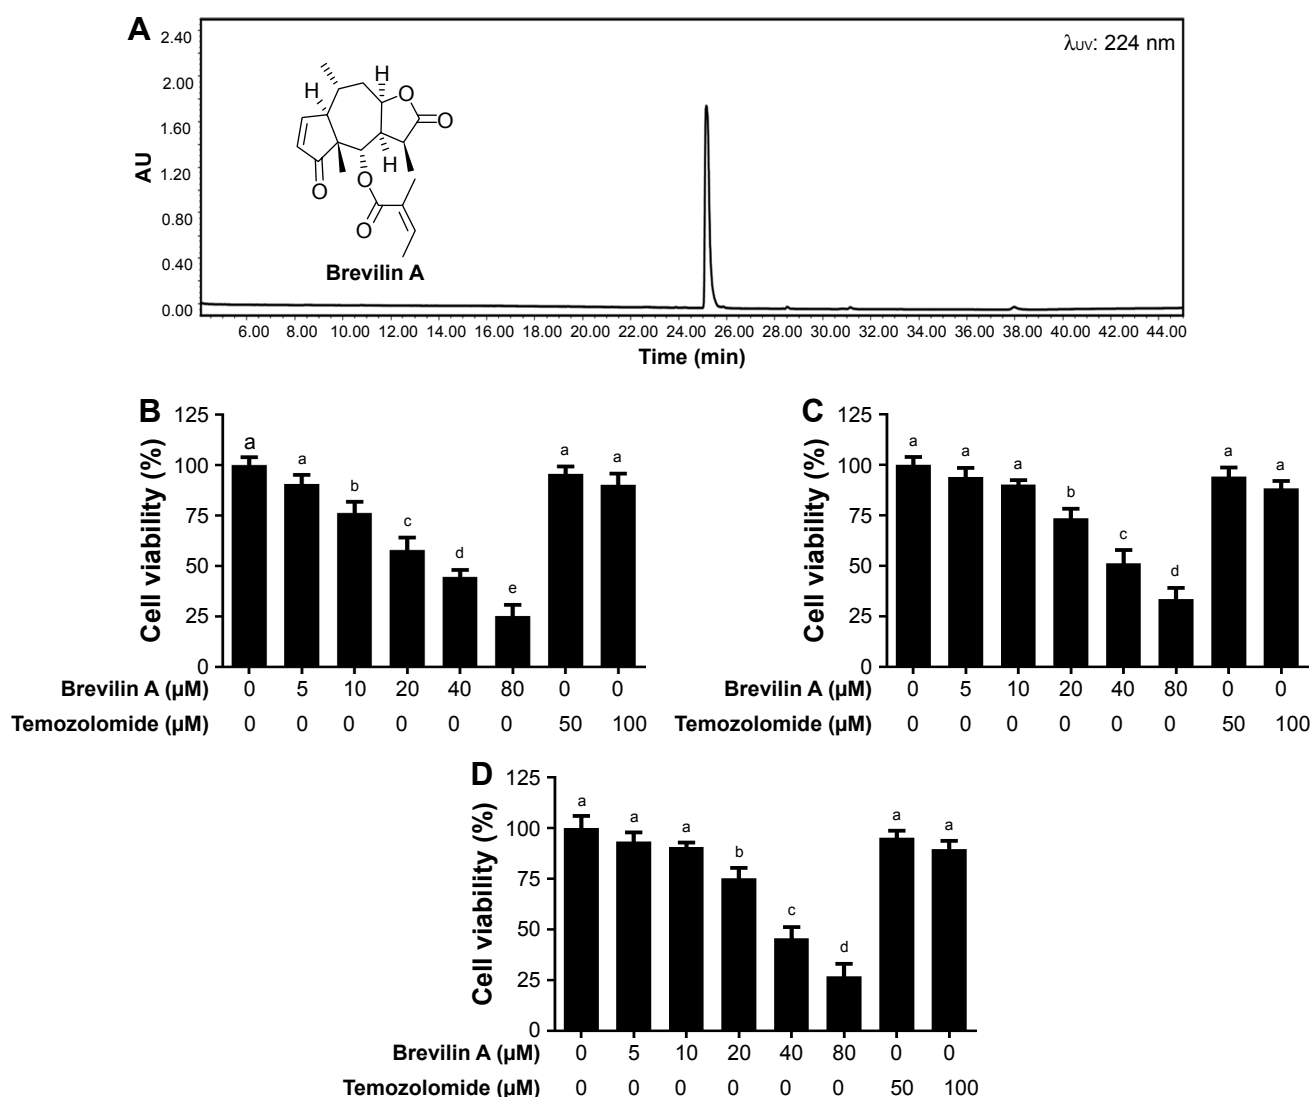 A
λUV: 224 nm
2.40
2.00
1.60
1.20
0.80
0.40
0.00
AU
H
H
O
O
H
O
O
O
Brevilin A
6.00 8.00 10.00 12.00 14.00 16.00 18.00 20.00 22.00 24.00 26.00 28.00 30.00 32.00 34.00 36.00 38.00 40.00 42.00 44.00
Time (min)
B
Cell viability (%)
125
100
75
50
25
0
a a b c d e a a
Brevilin A (μM) 0 5 10 20 40 80 0 0
Temozolomide (μM) 0 0 0 0 0 0 50 100
C
Cell viability (%)
125
100
75
50
25
0
a a a b c d a a
Brevilin A (μM) 0 5 10 20 40 80 0 0
Temozolomide (μM) 0 0 0 0 0 0 50 100
D
Cell viability (%)
125
100
75
50
25
0
a a a b c d a a
Brevilin A (μM) 0 5 10 20 40 80 0 0
Temozolomide (μM) 0 0 0 0 0 0 50 100